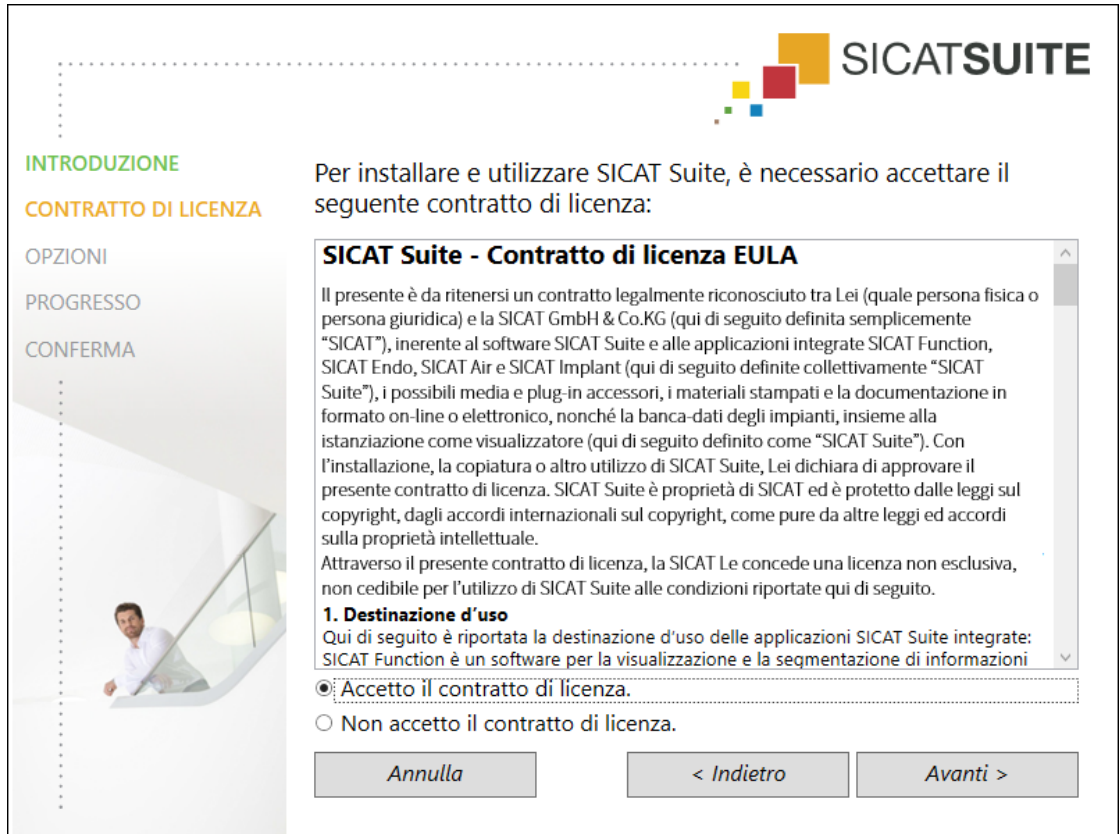 SICATSUITE
INTRODUZIONE
CONTRATTO DI LICENZA
OPZIONI
PROGRESSO
CONFERMA
Per installare e utilizzare SICAT Suite, è necessario accettare il
seguente contratto di licenza:
SICAT Suite - Contratto di licenza EULA
Il presente è da ritenersi un contratto legalmente riconosciuto tra Lei (quale persona fisica o
persona giuridica) e la SICAT GmbH & Co.KG (qui di seguito definita semplicemente
“SICAT”), inerente al software SICAT Suite e alle applicazioni integrate SICAT Function,
SICAT Endo, SICAT Air e SICAT Implant (qui di seguito definite collettivamente “SICAT
Suite”), i possibili media e plug-in accessori, i materiali stampati e la documentazione in
formato on-line o elettronico, nonché la banca-dati degli impianti, insieme alla
istanziazione come visualizzatore (qui di seguito definito come “SICAT Suite”). Con
l’installazione, la copiatura o altro utilizzo di SICAT Suite, Lei dichiara di approvare il
presente contratto di licenza. SICAT Suite è proprietà di SICAT ed è protetto dalle leggi sul
copyright, dagli accordi internazionali sul copyright, come pure da altre leggi ed accordi
sulla proprietà intellettuale.
Attraverso il presente contratto di licenza, la SICAT Le concede una licenza non esclusiva,
non cedibile per l’utilizzo di SICAT Suite alle condizioni riportate qui di seguito.
1. Destinazione d’uso
Qui di seguito è riportata la destinazione d’uso delle applicazioni SICAT Suite integrate:
SICAT Function è un software per la visualizzazione e la segmentazione di informazioni
Accetto il contratto di licenza.
Non accetto il contratto di licenza.
Annulla
< Indietro
Avanti >